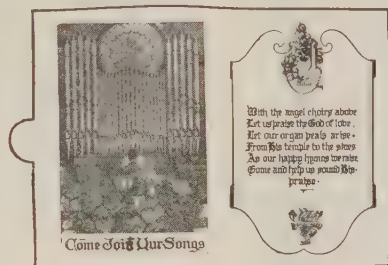 Come Join Our Songs
With the angel choirs above
Let us praise the God of love.
Let our organ peals arise.
From His temple to the skies
As our happy hymns we raise
Come and help us sound His
praise.